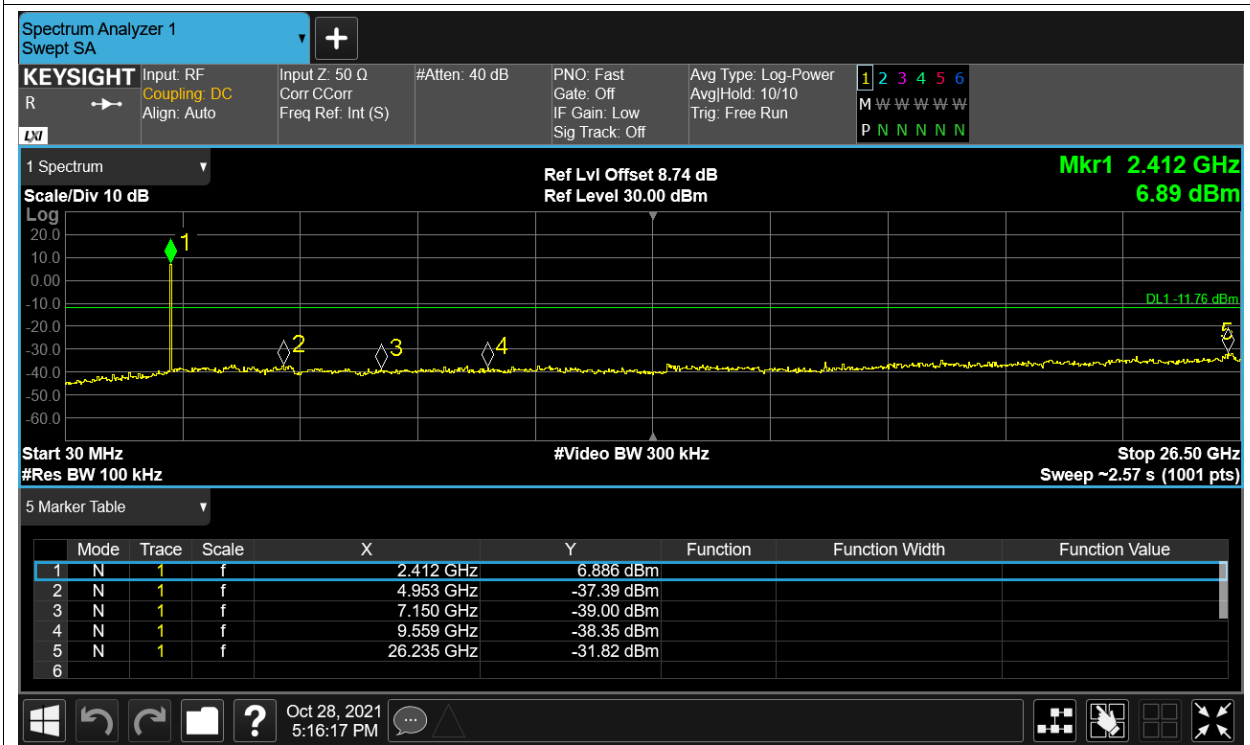 Spectrum Analyzer 1
Swept SA
KEYSIGHT
R
LXI
Input: RF
Coupling: DC
Align: Auto
Input Z: 50 Ω
Corr CCorr
Freq Ref: Int (S)
#Atten: 40 dB
PNO: Fast
Gate: Off
IF Gain: Low
Sig Track: Off
Avg Type: Log-Power
Avg|Hold: 10/10
Trig: Free Run
1 2 3 4 5 6
M W W W W W
P N N N N N
1 Spectrum
Scale/Div 10 dB
Ref Lvl Offset 8.74 dB
Ref Level 30.00 dBm
Mkr1 2.412 GHz
6.89 dBm
Log
20.0
10.0
0.00
-10.0
-20.0
-30.0
-40.0
-50.0
-60.0
1
2
3
4
5
DL1 -11.76 dBm
Start 30 MHz
#Res BW 100 kHz
#Video BW 300 kHz
Stop 26.50 GHz
Sweep ~2.57 s (1001 pts)
5 Marker Table
Mode Trace Scale X Y Function Function Width Function Value
1 N 1 f 2.412 GHz 6.886 dBm
2 N 1 f 4.953 GHz -37.39 dBm
3 N 1 f 7.150 GHz -39.00 dBm
4 N 1 f 9.559 GHz -38.35 dBm
5 N 1 f 26.235 GHz -31.82 dBm
6
?
Oct 28, 2021
5:16:17 PM